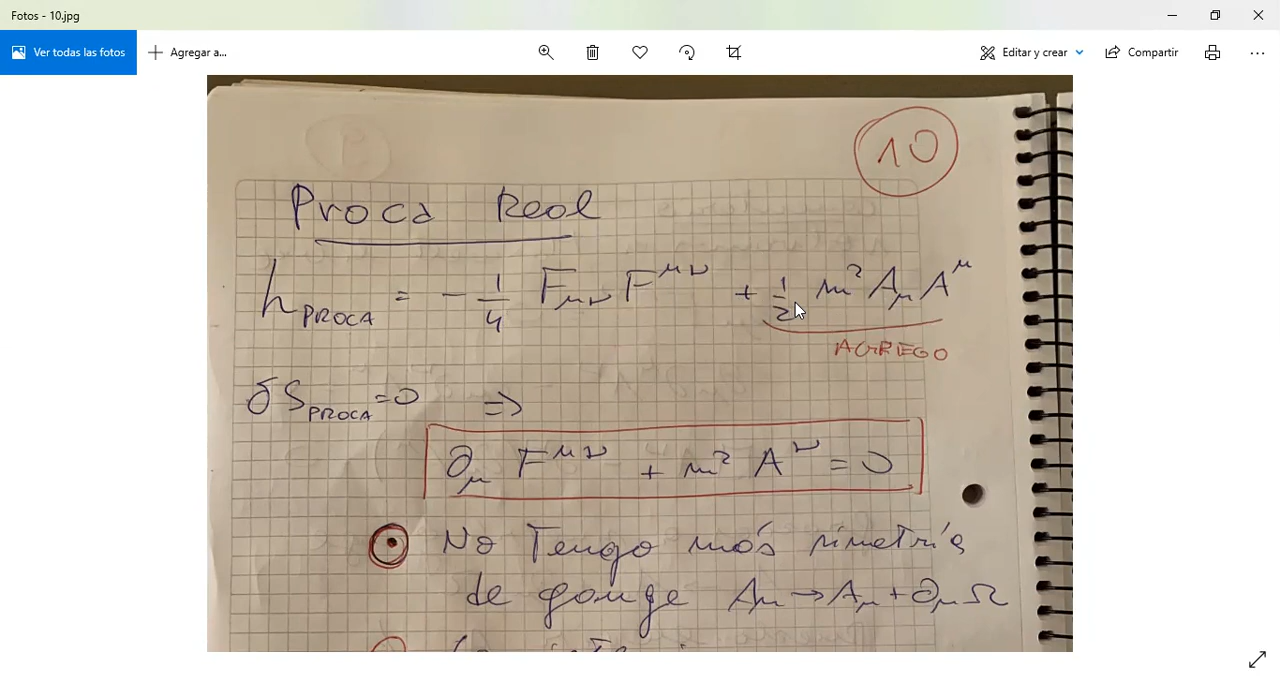 Fotos - 10.jpg
Ver todas las fotos
Agregar a...
Editar y crear
Compartir
10
Proca Real
ℒ_PROCA = - 1/4 F_μν F^μν + 1/2 m² A_μ A^μ
AGREGO
δS_PROCA = 0 ⇒
∂_μ F^μν + m² A^ν = 0
No Tengo más simetría
de gauge A_μ → A_μ + ∂_μ Ω